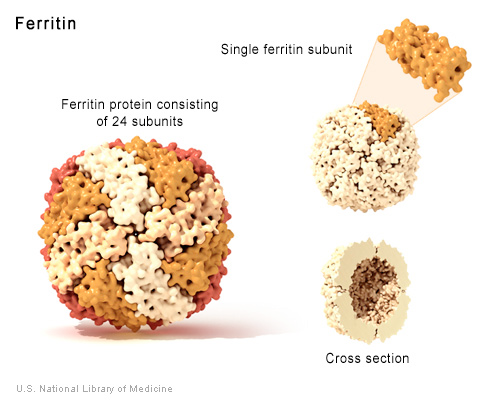 Ferritin
Single ferritin subunit
Ferritin protein consisting
of 24 subunits
Cross section
U.S. National Library of Medicine